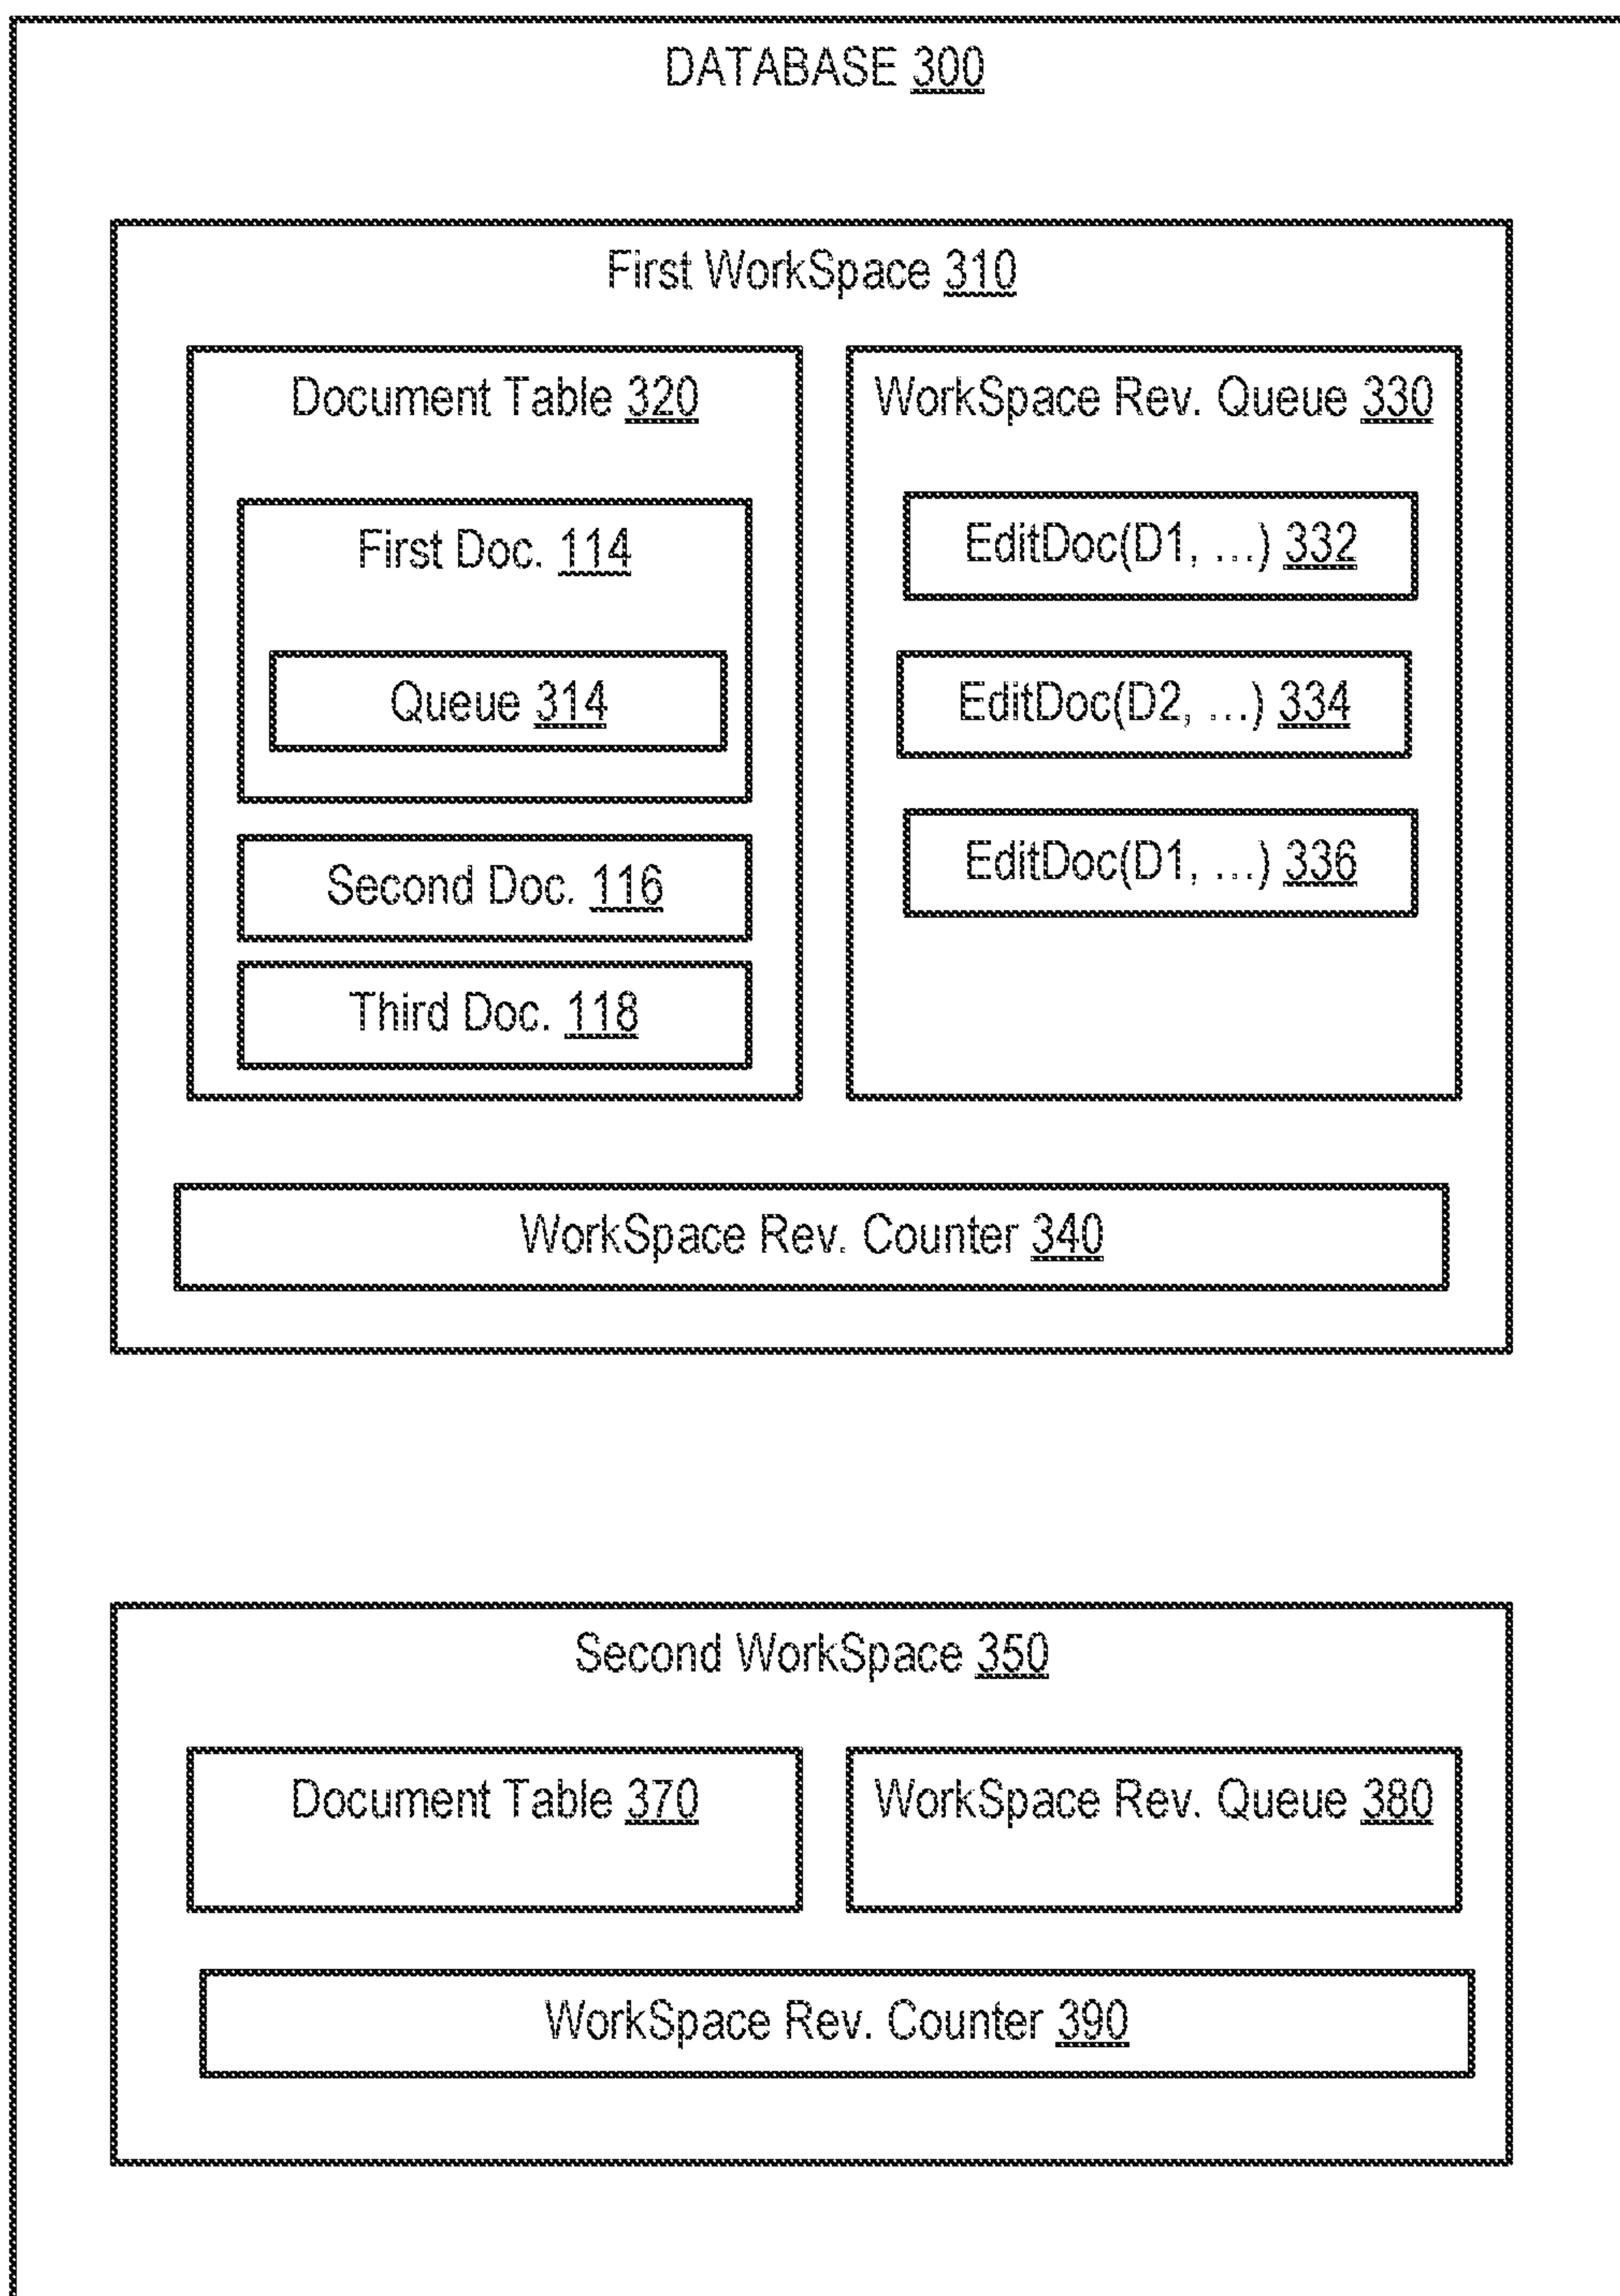 DATABASE 300
First WorkSpace 310
Document Table 320
First Doc. 114
Queue 314
Second Doc. 116
Third Doc. 118
WorkSpace Rev. Queue 330
EditDoc(D1, ...) 332
EditDoc(D2, ...) 334
EditDoc(D1, ...) 336
WorkSpace Rev. Counter 340
Second WorkSpace 350
Document Table 370
WorkSpace Rev. Queue 380
WorkSpace Rev. Counter 390